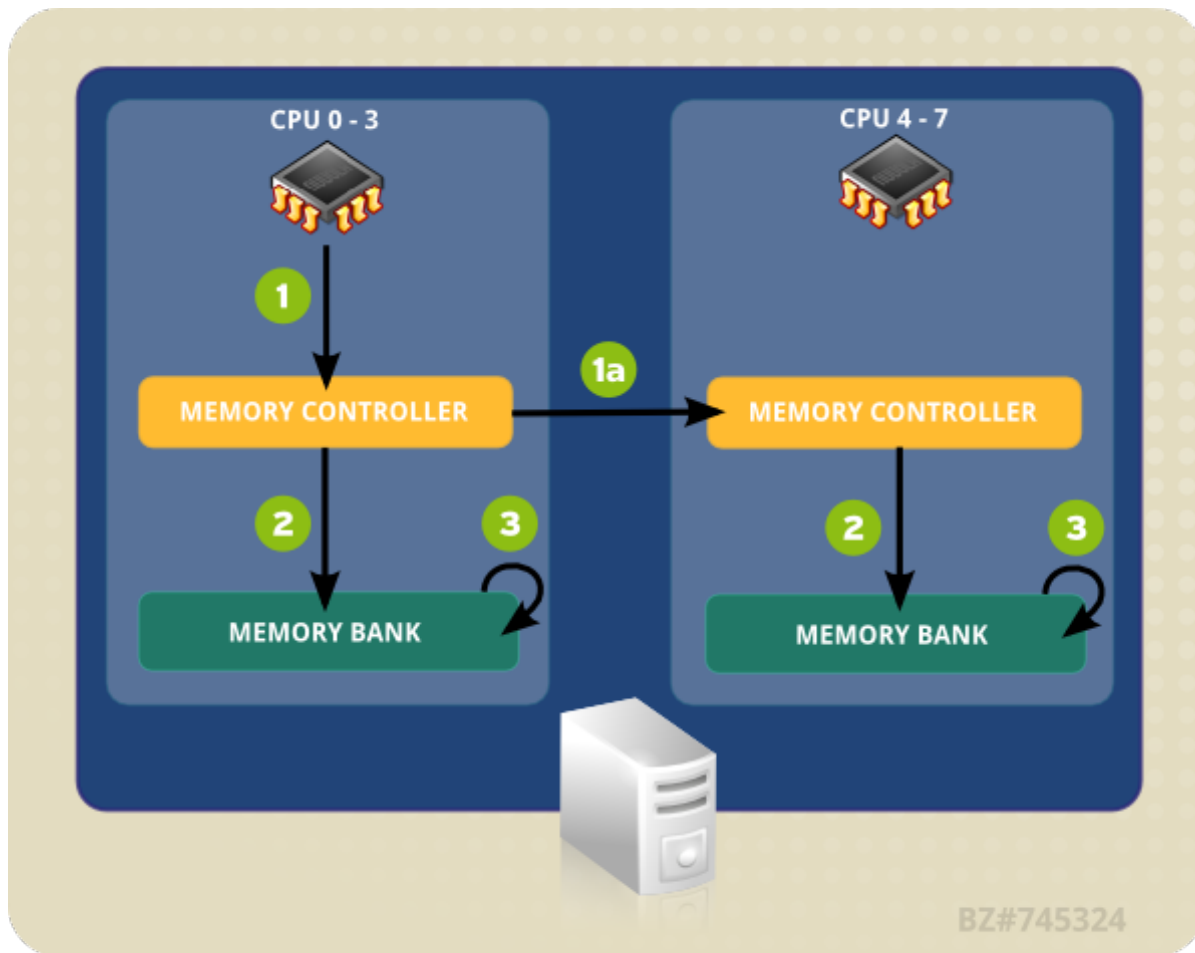 CPU 0 - 3
CPU 4 - 7
1
1a
MEMORY CONTROLLER
MEMORY CONTROLLER
2
3
2
3
MEMORY BANK
MEMORY BANK
BZ#745324